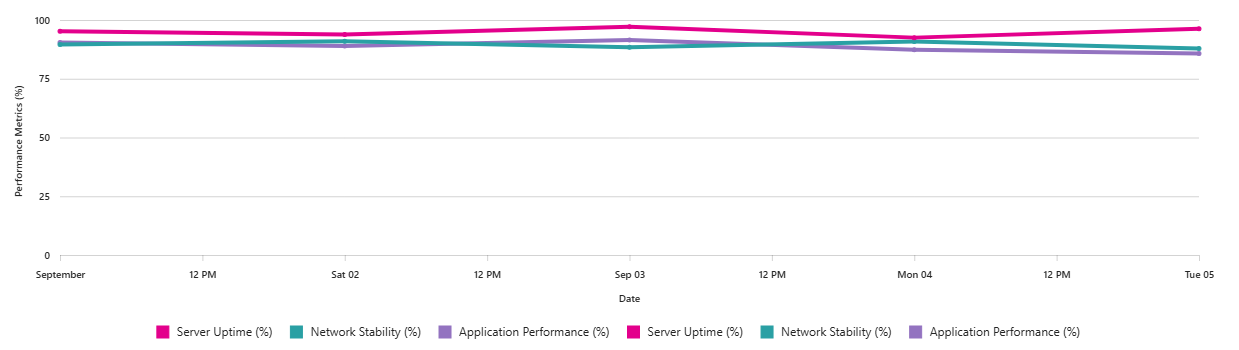 100
75
50
25
0
Performance Metrics (%)
September 12 PM Sat 02 12 PM Sep 03 12 PM Mon 04 12 PM Tue 05
Date
Server Uptime (%) Network Stability (%) Application Performance (%) Server Uptime (%) Network Stability (%) Application Performance (%)